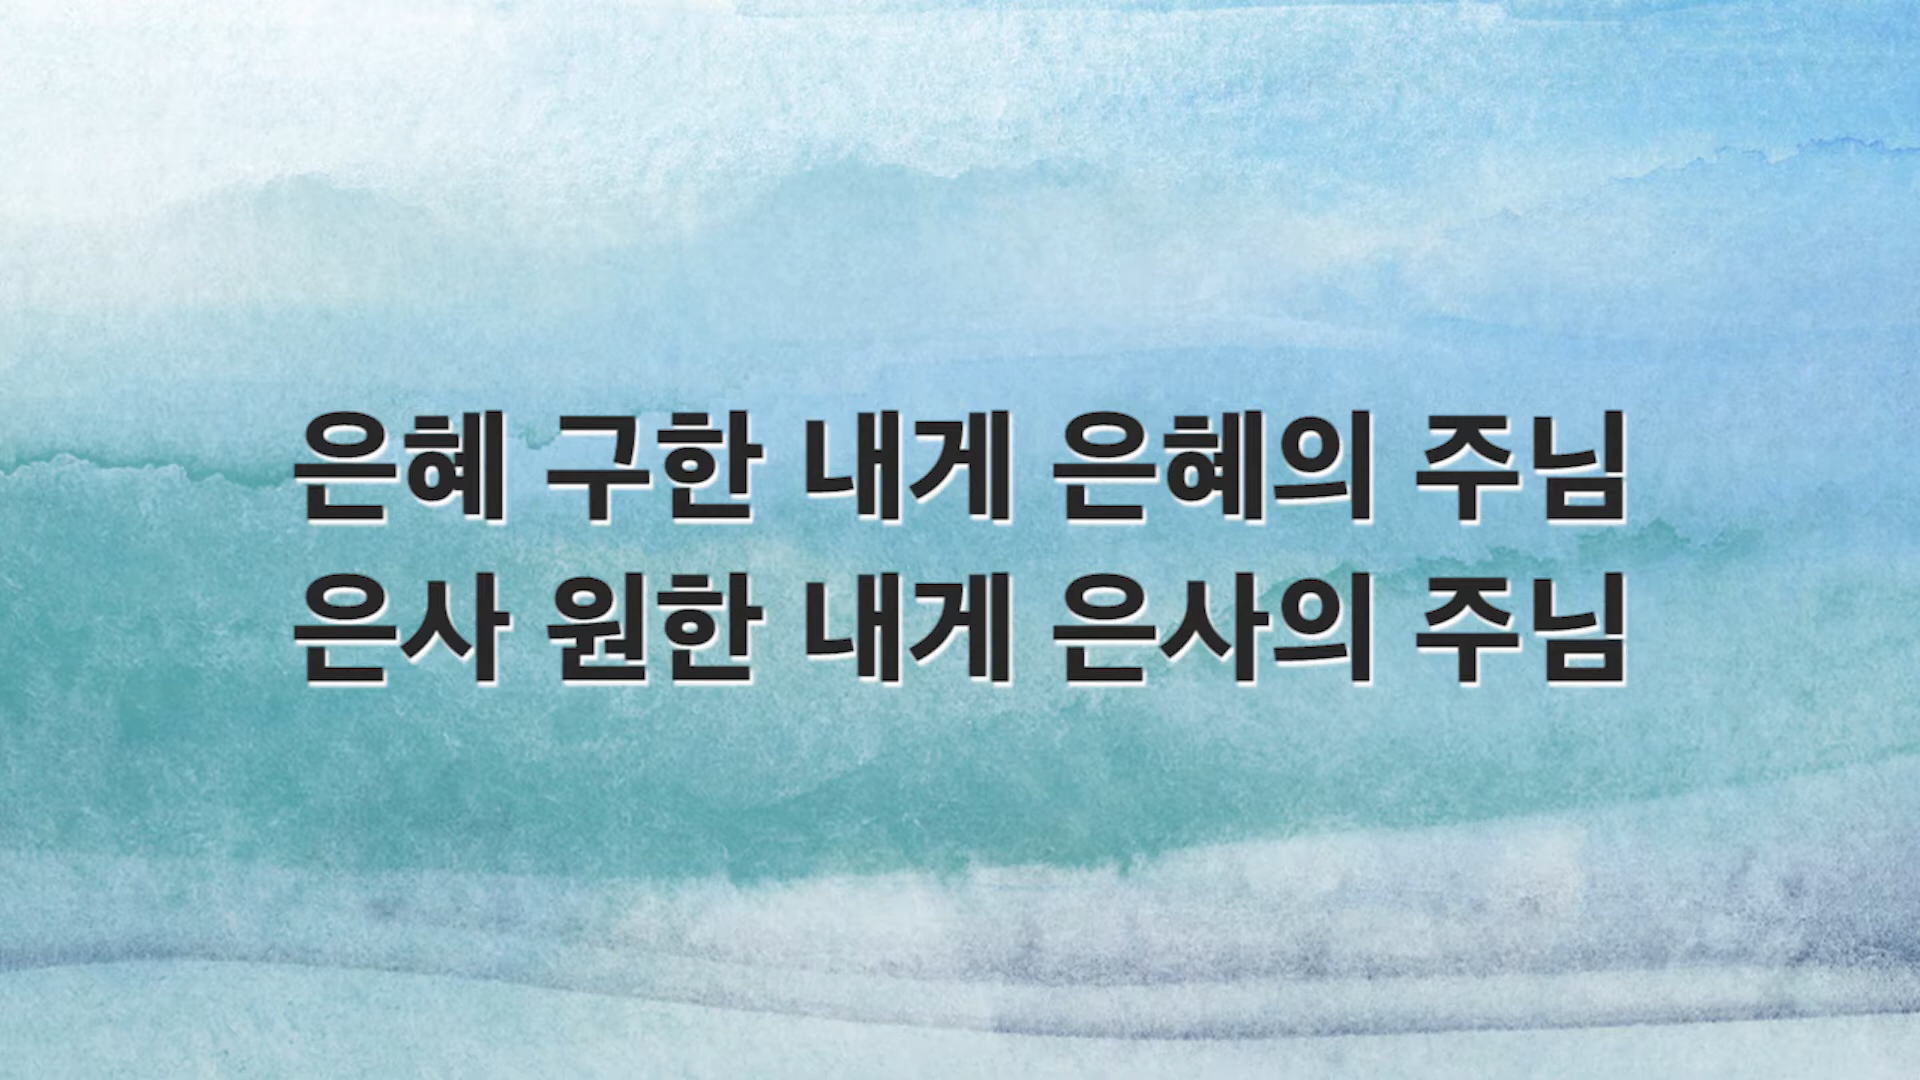 은혜 구한 내게 은혜의 주님
은사 원한 내게 은사의 주님